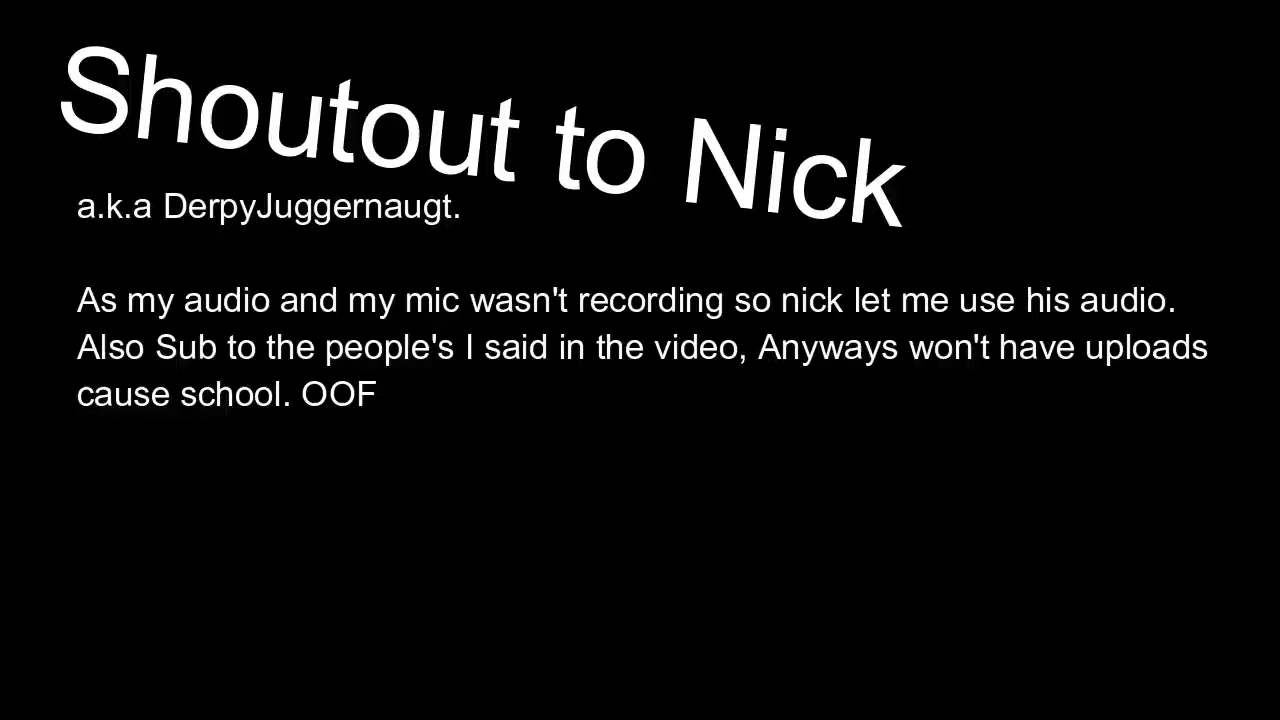 Shoutout to Nick
a.k.a DerpyJuggernaugt.
As my audio and my mic wasn't recording so nick let me use his audio.
Also Sub to the people's I said in the video, Anyways won't have uploads
cause school. OOF